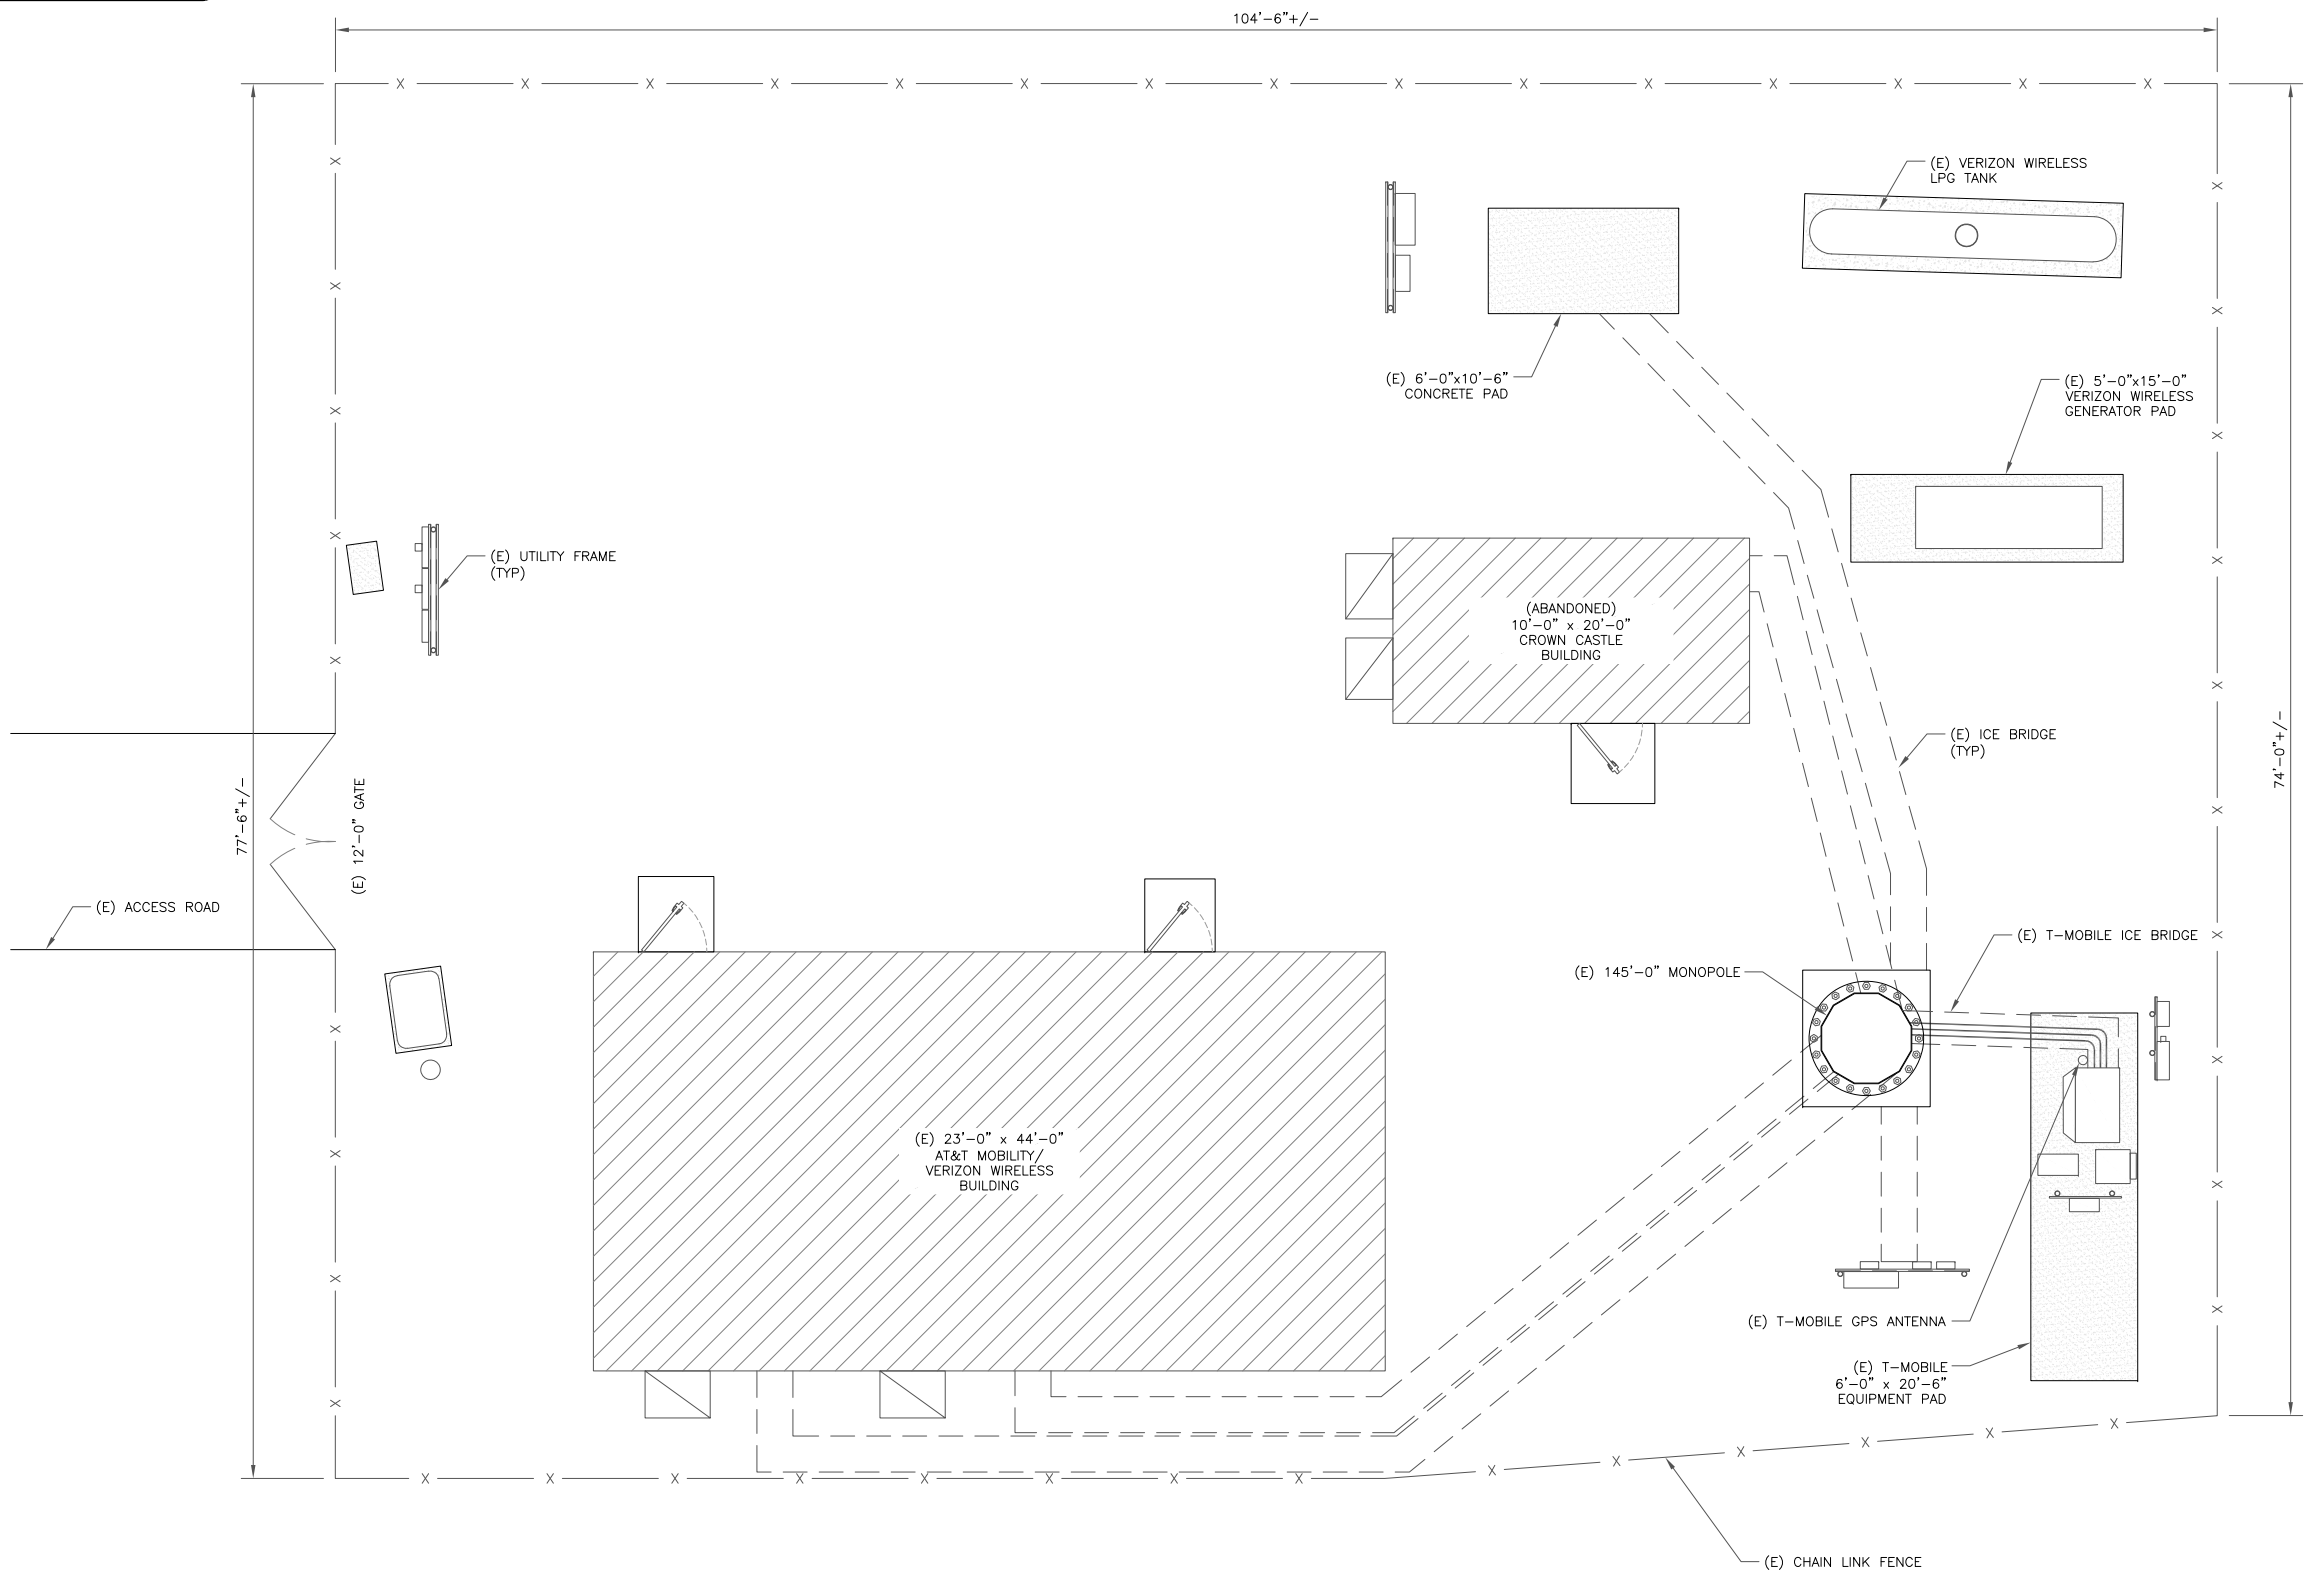 104'-6"+/-
(E) VERIZON WIRELESS
LPG TANK
(E) 6'-0"x10'-6"
CONCRETE PAD
(E) 5'-0"x15'-0"
VERIZON WIRELESS
GENERATOR PAD
(E) UTILITY FRAME
(TYP)
(ABANDONED)
10'-0" x 20'-0"
CROWN CASTLE
BUILDING
(E) ICE BRIDGE
(TYP)
74'-0"+/-
77'-6"+/-
(E) 12'-0" GATE
(E) ACCESS ROAD
(E) T-MOBILE ICE BRIDGE
(E) 145'-0" MONOPOLE
(E) 23'-0" x 44'-0"
AT&T MOBILITY/
VERIZON WIRELESS
BUILDING
(E) T-MOBILE GPS ANTENNA
(E) T-MOBILE
6'-0" x 20'-6"
EQUIPMENT PAD
(E) CHAIN LINK FENCE